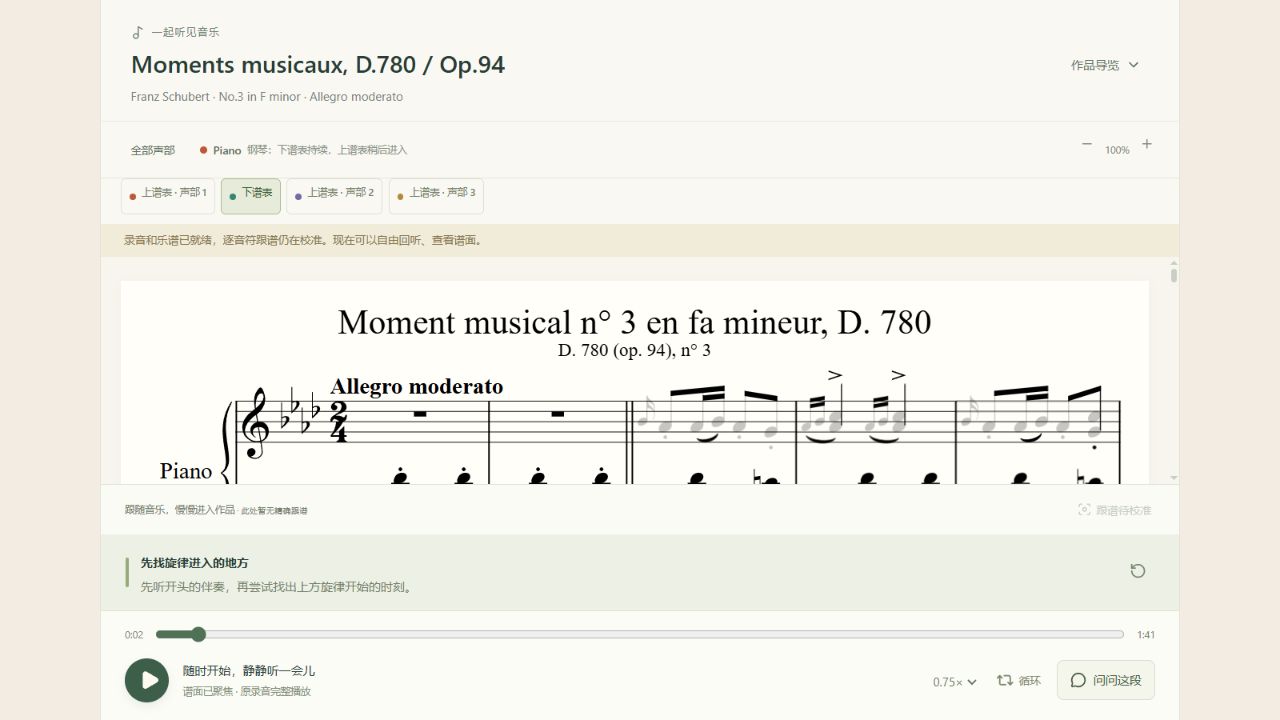 一起听见音乐
Moments musicaux, D.780 / Op.94
作品导览
Franz Schubert · No.3 in F minor · Allegro moderato
全部声部 Piano 钢琴：下谱表持续，上谱表稍后进入
100%
上谱表 · 声部 1 下谱表 上谱表 · 声部 2 上谱表 · 声部 3
录音和乐谱已就绪，逐音符跟谱仍在校准。现在可以自由回听、查看谱面。
Moment musical n° 3 en fa mineur, D. 780
D. 780 (op. 94), n° 3
Allegro moderato
2
4
Piano
跟随音乐，慢慢进入作品 · 此处暂无精确跟谱 跟谱待校准
先找旋律进入的地方
先听开头的伴奏，再尝试找出上方旋律开始的时刻。
0:02 1:41
随时开始，静静听一会儿
谱面已聚焦 · 原录音完整播放
0.75× 循环 问问这段